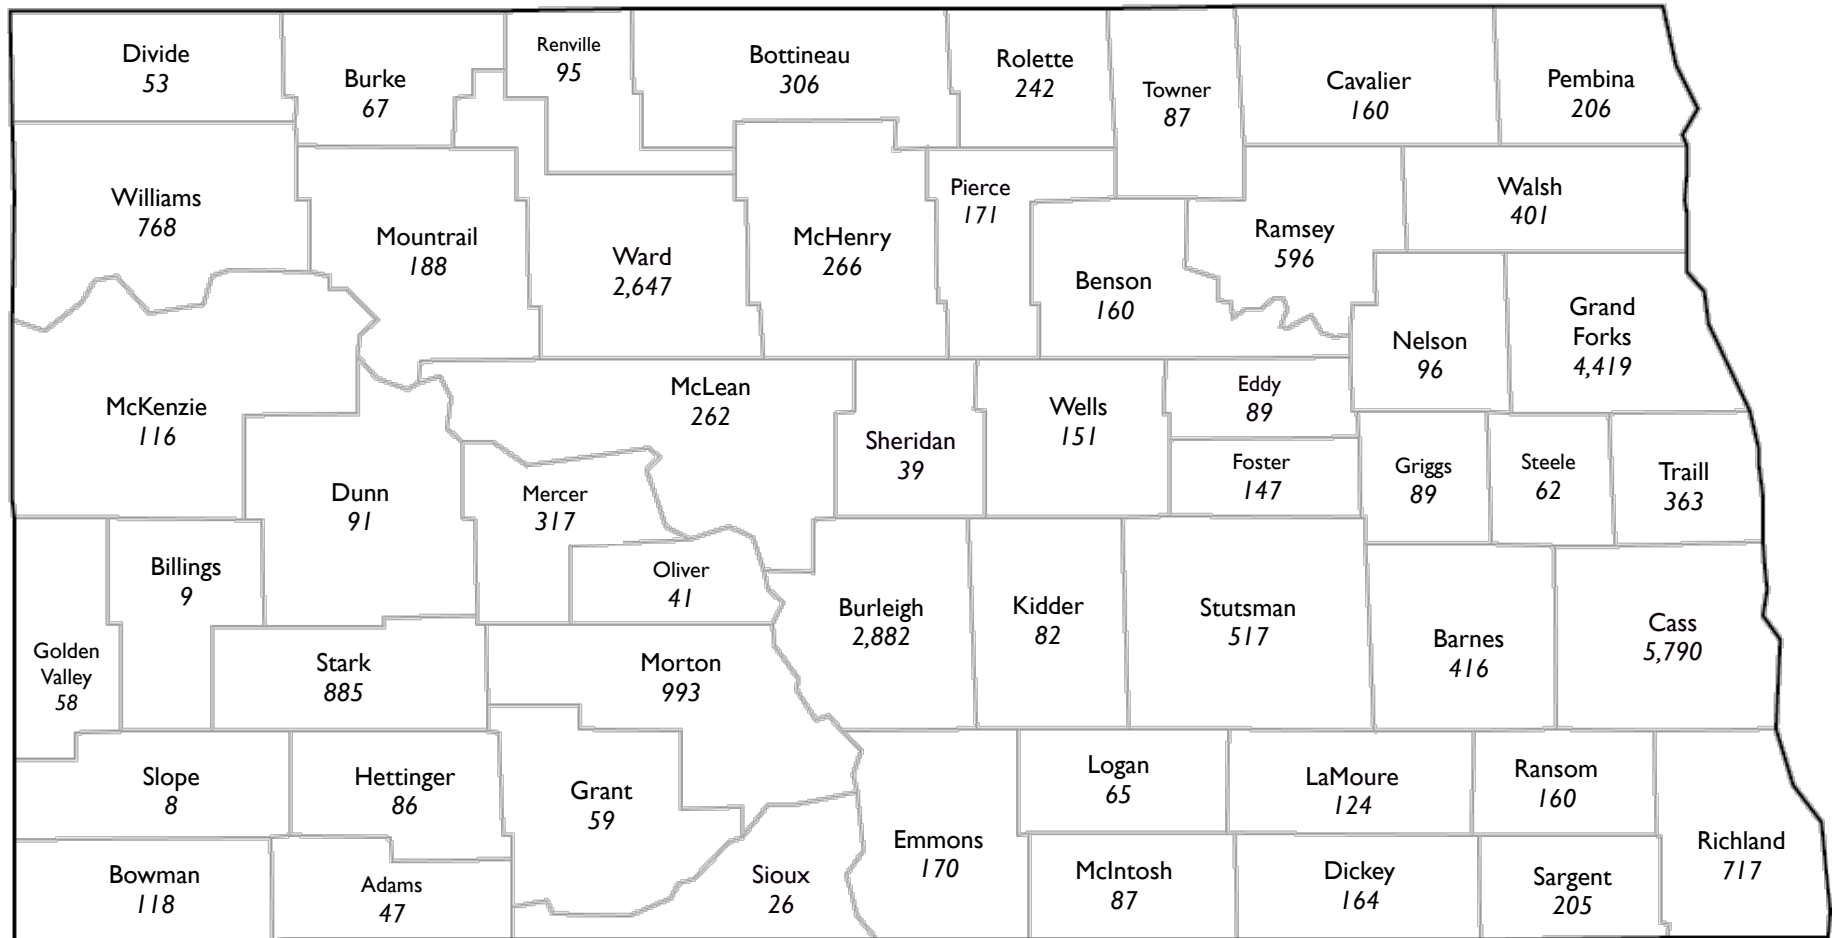 Divide
53
Burke
67
Renville
95
Bottineau
306
Rolette
242
Towner
87
Cavalier
160
Pembina
206
Williams
768
Mountrail
188
Ward
2,647
McHenry
266
Pierce
171
Benson
160
Ramsey
596
Walsh
401
McKenzie
116
McLean
262
Sheridan
39
Wells
151
Eddy
89
Foster
147
Nelson
96
Grand
Forks
4,419
Dunn
91
Mercer
317
Oliver
41
Griggs
89
Steele
62
Traill
363
Golden
Valley
58
Billings
9
Stark
885
Morton
993
Burleigh
2,882
Kidder
82
Stutsman
517
Barnes
416
Cass
5,790
Slope
8
Hettinger
86
Grant
59
Emmons
170
Logan
65
LaMoure
124
Ransom
160
Richland
717
Bowman
118
Adams
47
Sioux
26
McIntosh
87
Dickey
164
Sargent
205